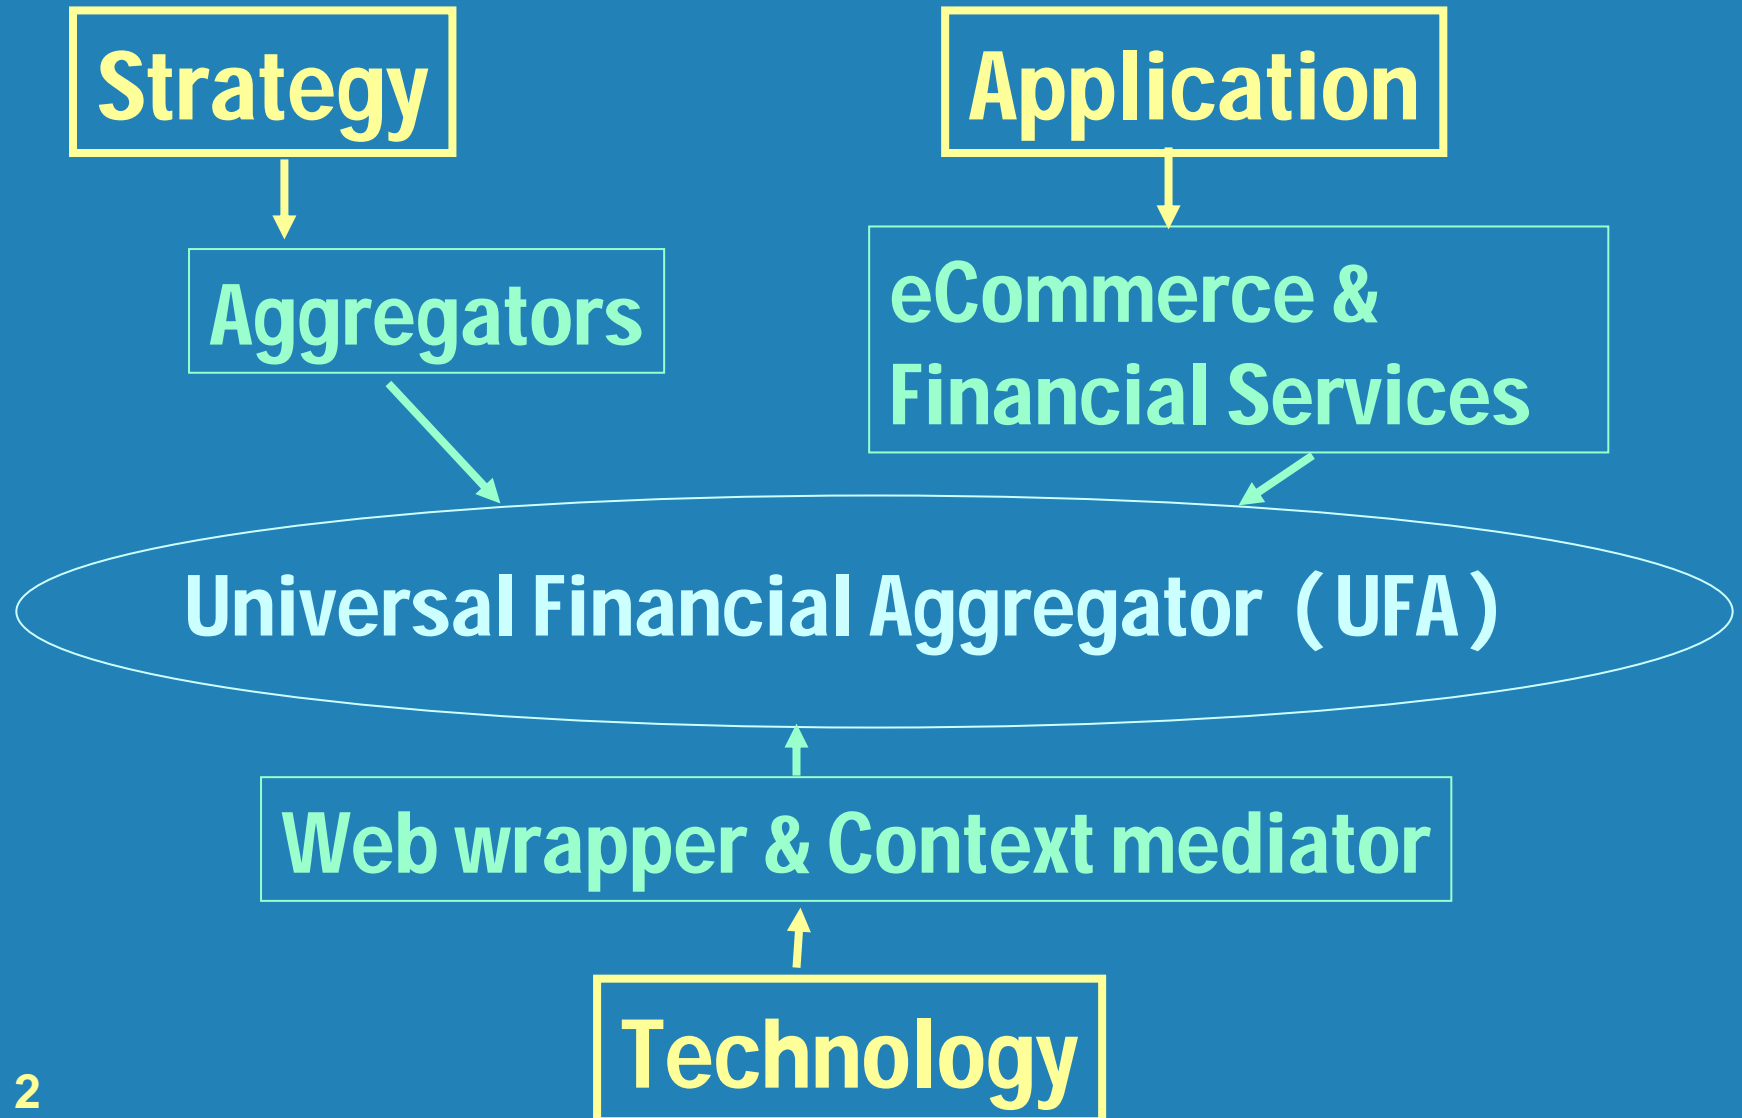 Strategy
Application
Aggregators
eCommerce &
Financial Services
Universal Financial Aggregator (UFA)
Web wrapper & Context mediator
Technology
2